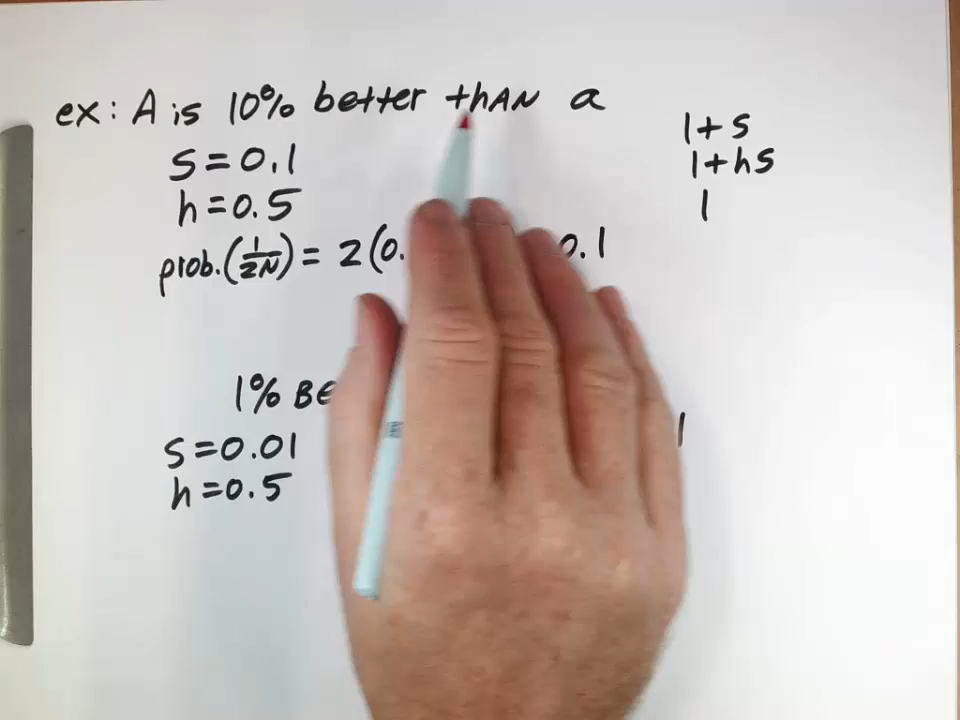 ex: A is 10% better thAN a
s=0.1
h=0.5
1+s
1+hs
1
prob.(1/2N) = 2(0. 0.1
1% BE
s=0.01
h=0.5
1